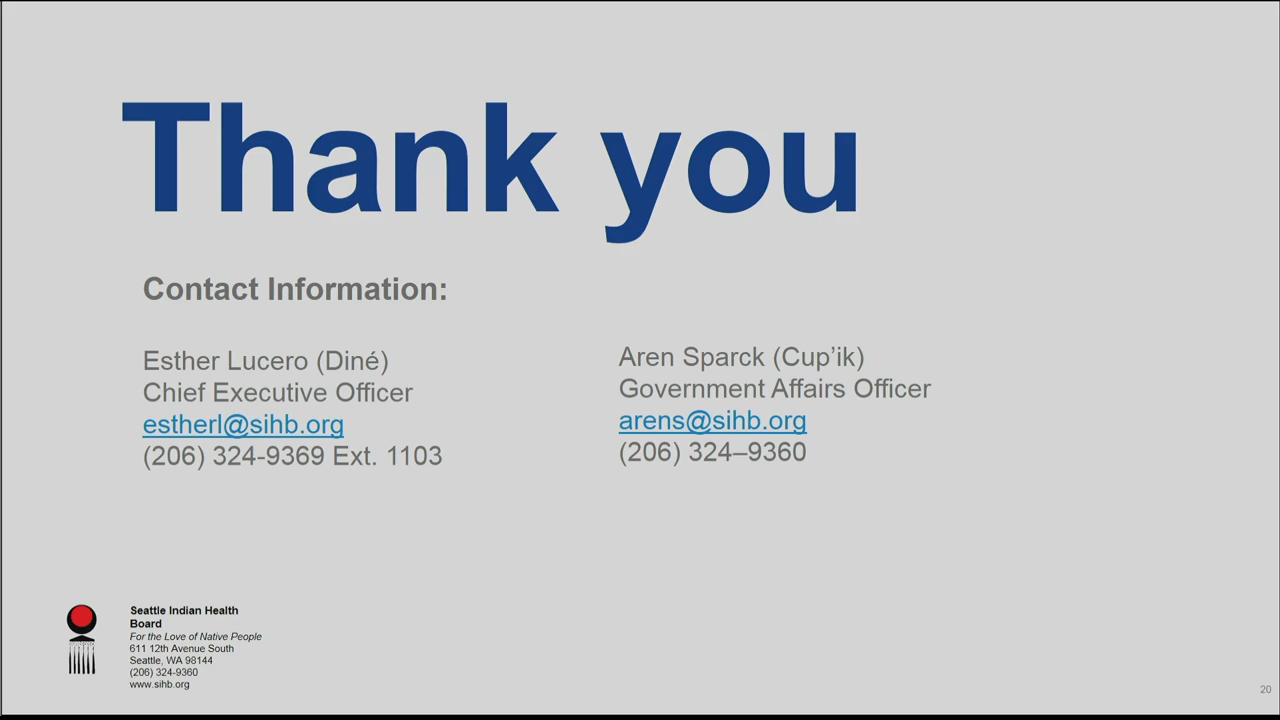 Thank you
Contact Information:
Esther Lucero (Diné)
Chief Executive Officer
estherl@sihb.org
(206) 324-9369 Ext. 1103
Aren Sparck (Cup’ik)
Government Affairs Officer
arens@sihb.org
(206) 324–9360
Seattle Indian Health
Board
For the Love of Native People
611 12th Avenue South
Seattle, WA 98144
(206) 324-9360
www.sihb.org
20